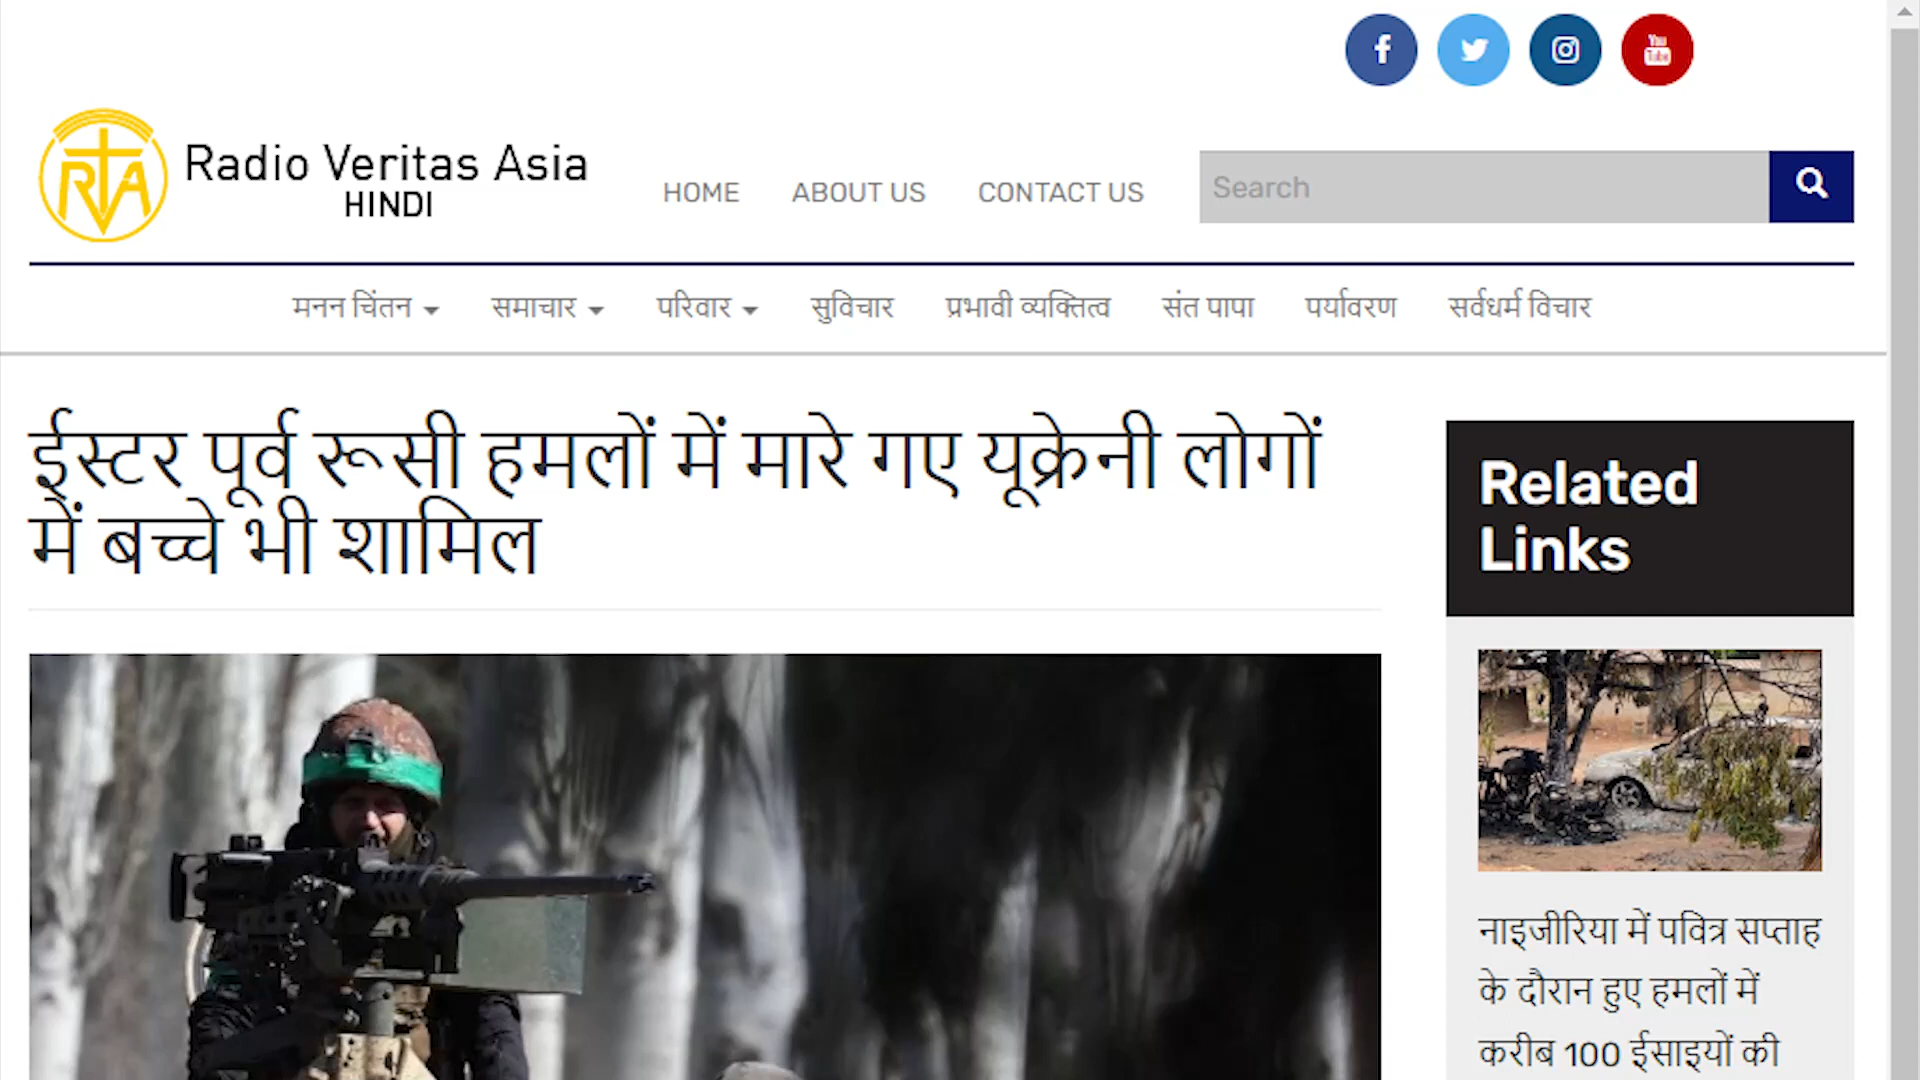 Radio Veritas Asia
HINDI
HOME ABOUT US CONTACT US
Search
मनन चिंतन समाचार परिवार सुविचार प्रभावी व्यक्तित्व संत पापा पर्यावरण सर्वधर्म विचार
ईस्टर पूर्व रूसी हमलों में मारे गए यूक्रेनी लोगों
में बच्चे भी शामिल
Related
Links
नाइजीरिया में पवित्र सप्ताह
के दौरान हुए हमलों में
करीब 100 ईसाइयों की